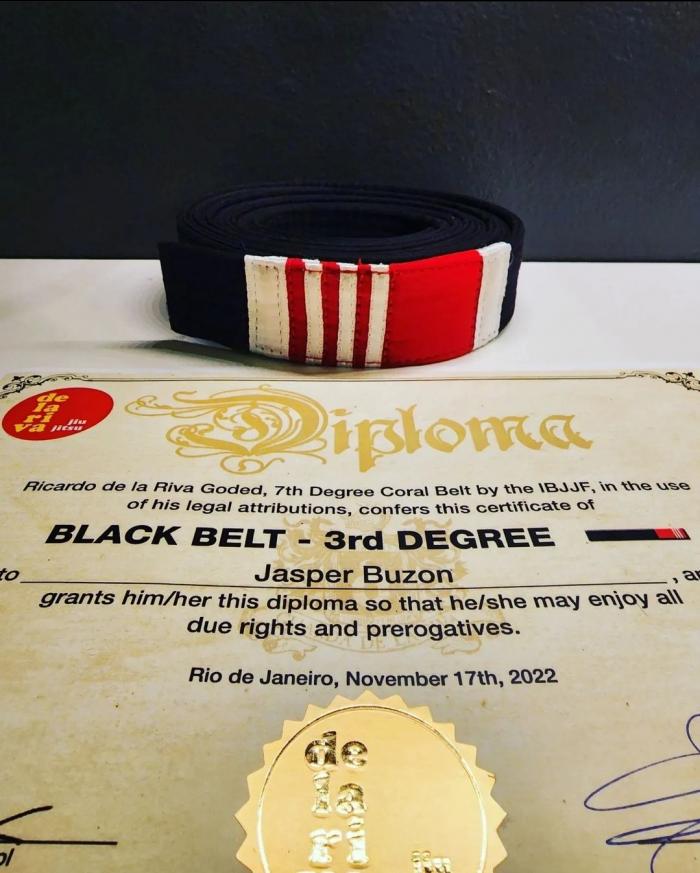 de
la
ri
va jiu
jitsu
Diploma
Ricardo de la Riva Goded, 7th Degree Coral Belt by the IBJJF, in the use
of his legal attributions, confers this certificate of
BLACK BELT - 3rd DEGREE
to Jasper Buzon, an
grants him/her this diploma so that he/she may enjoy all
due rights and prerogatives.
Rio de Janeiro, November 17th, 2022
de
la
ri
jiu
ol